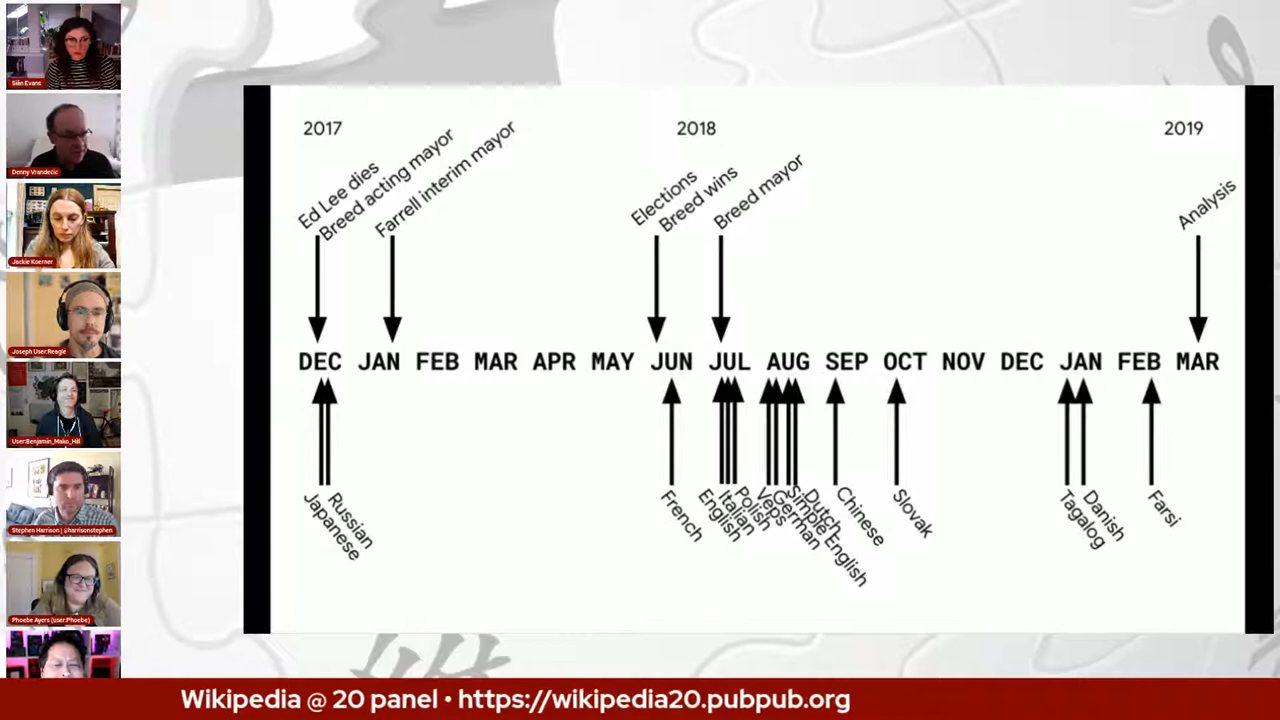 Siân Evans
Denny Vrandečić
Jackie Koerner
Joseph User:Reagle
User:Benjamin_Mako_Hill
Stephen Harrison | @harrisonstephen
Phoebe Ayers (user:Phoebe)
2017
2018
2019
Ed Lee dies
Breed acting mayor
Farrell interim mayor
Elections
Breed wins
Breed mayor
Analysis
DEC JAN FEB MAR APR MAY JUN JUL AUG SEP OCT NOV DEC JAN FEB MAR
Japanese
Russian
French
English
Italian
Polish
Veps
German
Simple English
Dutch
Chinese
Slovak
Tagalog
Danish
Farsi
Wikipedia @ 20 panel • https://wikipedia20.pubpub.org